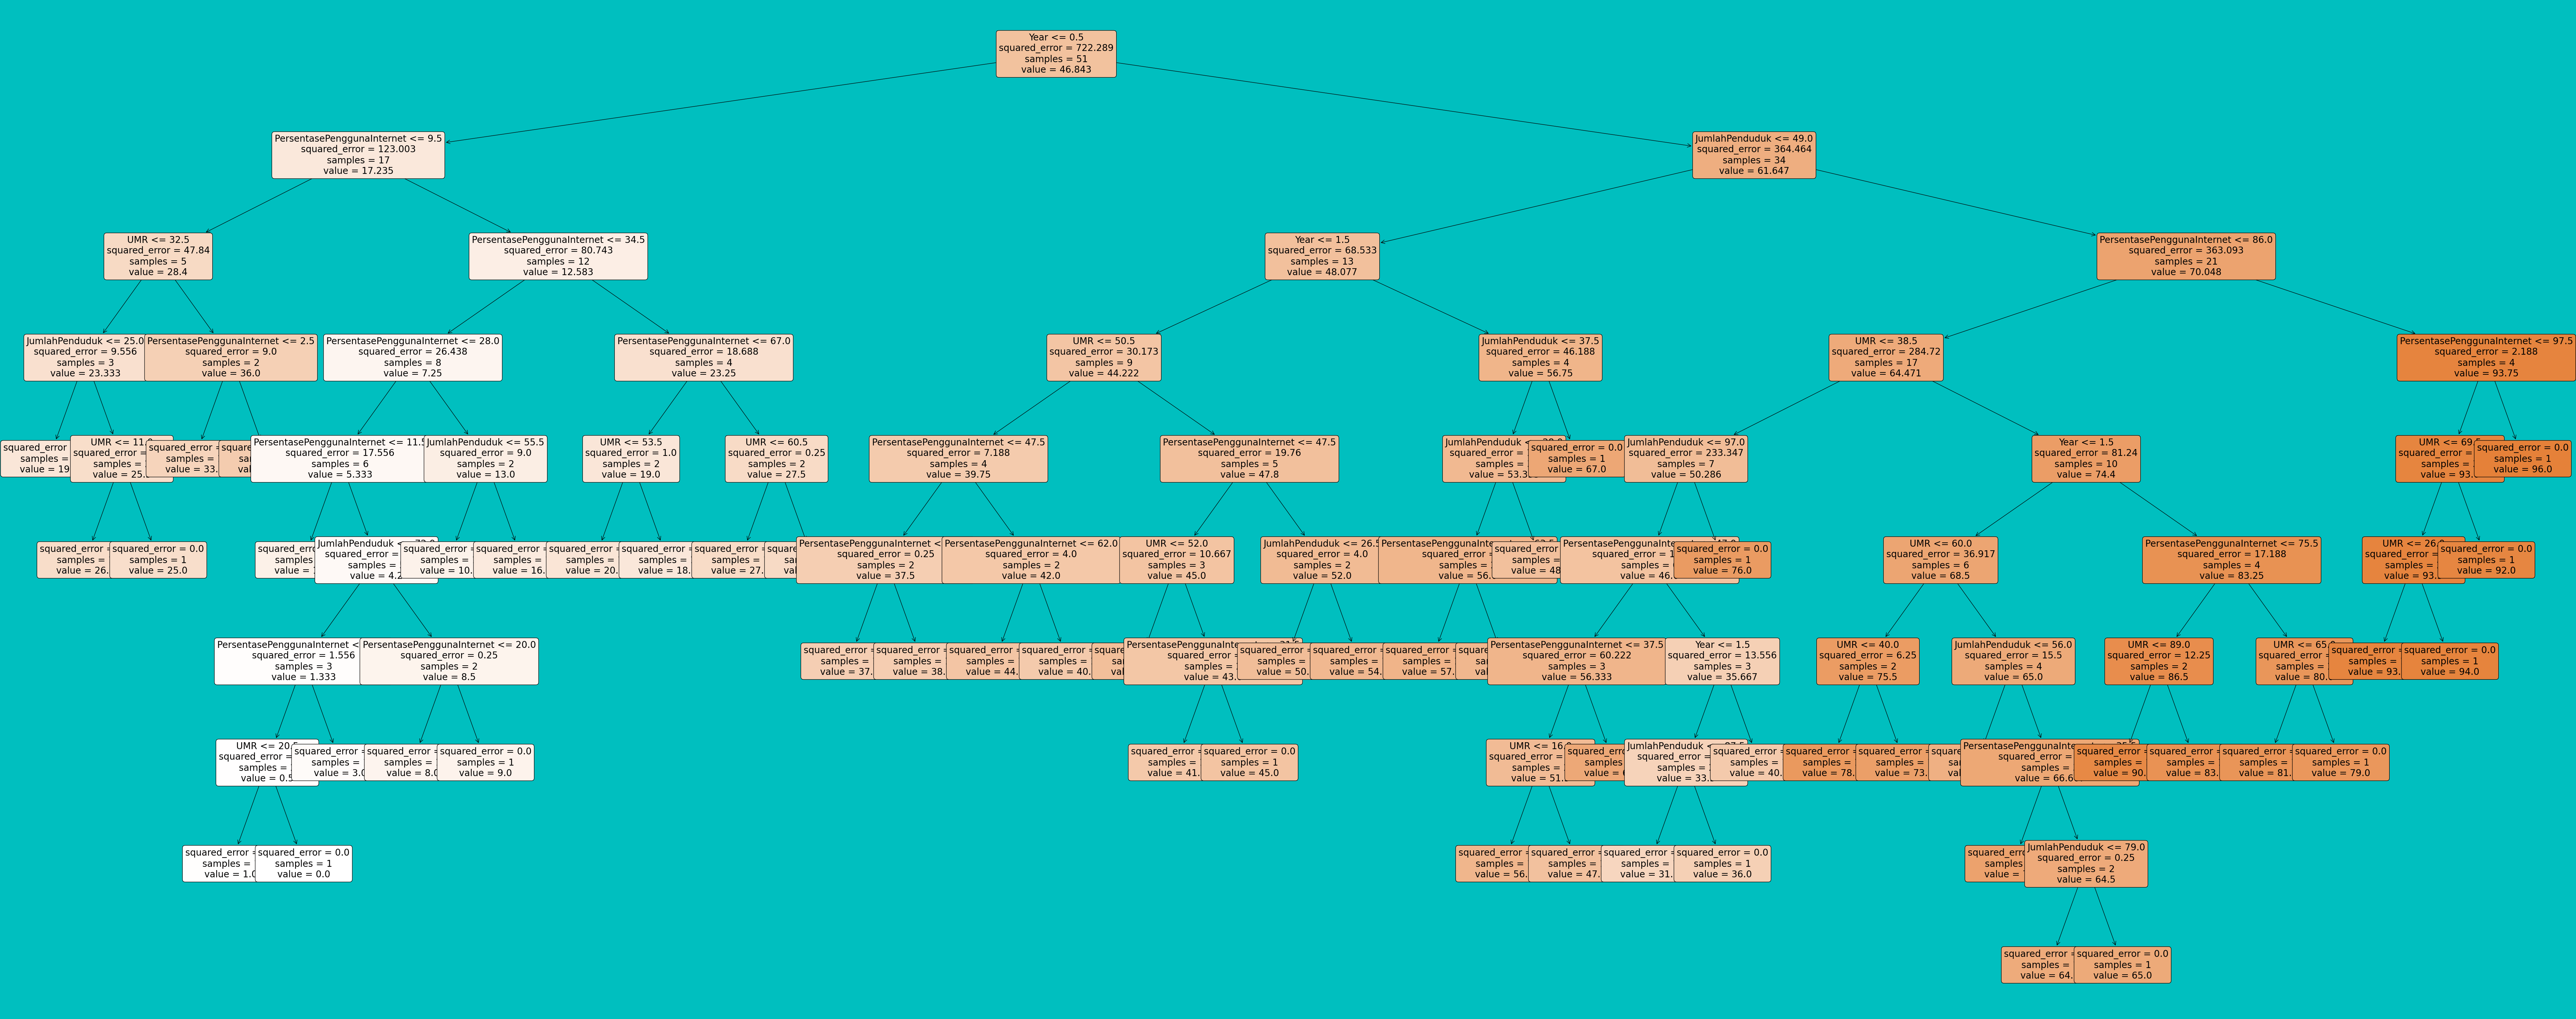 Year <= 0.5
squared_error = 722.289
samples = 51
value = 46.843
PersentasePenggunaInternet <= 9.5
squared_error = 123.003
samples = 17
value = 17.235
JumlahPenduduk <= 49.0
squared_error = 364.464
samples = 34
value = 61.647
UMR <= 32.5
squared_error = 47.84
samples = 5
value = 28.4
PersentasePenggunaInternet <= 34.5
squared_error = 80.743
samples = 12
value = 12.583
Year <= 1.5
squared_error = 68.533
samples = 13
value = 48.077
PersentasePenggunaInternet <= 86.0
squared_error = 363.093
samples = 21
value = 70.048
JumlahPenduduk <= 25.0
squared_error = 9.556
samples = 3
value = 23.333
PersentasePenggunaInternet <= 2.5
squared_error = 9.0
samples = 2
value = 36.0
PersentasePenggunaInternet <= 28.0
squared_error = 26.438
samples = 8
value = 7.25
PersentasePenggunaInternet <= 67.0
squared_error = 18.688
samples = 4
value = 23.25
UMR <= 50.5
squared_error = 30.173
samples = 9
value = 44.222
JumlahPenduduk <= 37.5
squared_error = 46.188
samples = 4
value = 56.75
UMR <= 38.5
squared_error = 284.72
samples = 17
value = 64.471
PersentasePenggunaInternet <= 97.5
squared_error = 2.188
samples = 4
value = 93.75
squared_error
samples =
value = 19
UMR <= 11
squared_error =
samples =
value = 25.
squared_error =
samples =
value = 33.
PersentasePenggunaInternet <= 11.5
squared_error = 17.556
samples = 6
value = 5.333
JumlahPenduduk <= 55.5
squared_error = 9.0
samples = 2
value = 13.0
UMR <= 53.5
squared_error = 1.0
samples = 2
value = 19.0
UMR <= 60.5
squared_error = 0.25
samples = 2
value = 27.5
PersentasePenggunaInternet <= 47.5
squared_error = 7.188
samples = 4
value = 39.75
PersentasePenggunaInternet <= 47.5
squared_error = 19.76
samples = 5
value = 47.8
JumlahPenduduk
squared_error =
samples =
value = 53.3
squared_error = 0.0
samples = 1
value = 67.0
JumlahPenduduk <= 97.0
squared_error = 233.347
samples = 7
value = 50.286
Year <= 1.5
squared_error = 81.24
samples = 10
value = 74.4
UMR <= 69
squared_error =
samples =
value = 93.
squared_error = 0.0
samples = 1
value = 96.0
squared_error =
samples =
value = 26.
squared_error = 0.0
samples = 1
value = 25.0
JumlahPenduduk
squared_error =
samples =
value = 4.2
squared_error =
samples =
value = 10.
squared_error =
samples =
value = 16.
squared_error =
samples =
value = 20.
squared_error =
samples =
value = 18.
squared_error =
samples =
value = 27.
PersentasePenggunaInternet <
squared_error = 0.25
samples = 2
value = 37.5
PersentasePenggunaInternet <= 62.0
squared_error = 4.0
samples = 2
value = 42.0
UMR <= 52.0
squared_error = 10.667
samples = 3
value = 45.0
JumlahPenduduk <= 26.5
squared_error = 4.0
samples = 2
value = 52.0
PersentasePenggunaInternet
squared_error =
samples =
value = 56.
squared_error
samples =
value = 48
PersentasePenggunaInternet
squared_error = 1
samples =
value = 46.
squared_error = 0.0
samples = 1
value = 76.0
UMR <= 60.0
squared_error = 36.917
samples = 6
value = 68.5
PersentasePenggunaInternet <= 75.5
squared_error = 17.188
samples = 4
value = 83.25
UMR <= 26
squared_error =
samples =
value = 93.
squared_error = 0.0
samples = 1
value = 92.0
PersentasePenggunaInternet <
squared_error = 1.556
samples = 3
value = 1.333
PersentasePenggunaInternet <= 20.0
squared_error = 0.25
samples = 2
value = 8.5
squared_error =
samples =
value = 37.
squared_error =
samples =
value = 38.
squared_error =
samples =
value = 44.
squared_error =
samples =
value = 40.
PersentasePenggunaInternet
squared_error =
samples =
value = 43.
squared_error =
samples =
value = 50.
squared_error =
samples =
value = 54.
squared_error =
samples =
value = 57.
PersentasePenggunaInternet <= 37.5
squared_error = 60.222
samples = 3
value = 56.333
Year <= 1.5
squared_error = 13.556
samples = 3
value = 35.667
UMR <= 40.0
squared_error = 6.25
samples = 2
value = 75.5
JumlahPenduduk <= 56.0
squared_error = 15.5
samples = 4
value = 65.0
UMR <= 89.0
squared_error = 12.25
samples = 2
value = 86.5
UMR <= 65
squared_error =
samples =
value = 80.
squared_error =
samples =
value = 93.
squared_error = 0.0
samples = 1
value = 94.0
UMR <= 20
squared_error =
samples =
value = 0.5
squared_error =
samples =
value = 3.0
squared_error =
samples =
value = 8.0
squared_error = 0.0
samples = 1
value = 9.0
squared_error =
samples =
value = 41.
squared_error = 0.0
samples = 1
value = 45.0
UMR <= 16
squared_error =
samples =
value = 51.
JumlahPenduduk
squared_error =
samples =
value = 33.
squared_error =
samples =
value = 40.
squared_error =
samples =
value = 78.
squared_error =
samples =
value = 73.
PersentasePenggunaInternet
squared_error =
samples =
value = 66.6
squared_error =
samples =
value = 90.
squared_error =
samples =
value = 83.
squared_error =
samples =
value = 81.
squared_error = 0.0
samples = 1
value = 79.0
squared_error =
samples =
value = 1.0
squared_error = 0.0
samples = 1
value = 0.0
squared_error =
samples =
value = 56.
squared_error =
samples =
value = 47.
squared_error =
samples =
value = 31.
squared_error = 0.0
samples = 1
value = 36.0
JumlahPenduduk <= 79.0
squared_error = 0.25
samples = 2
value = 64.5
squared_error =
samples =
value = 64.
squared_error = 0.0
samples = 1
value = 65.0